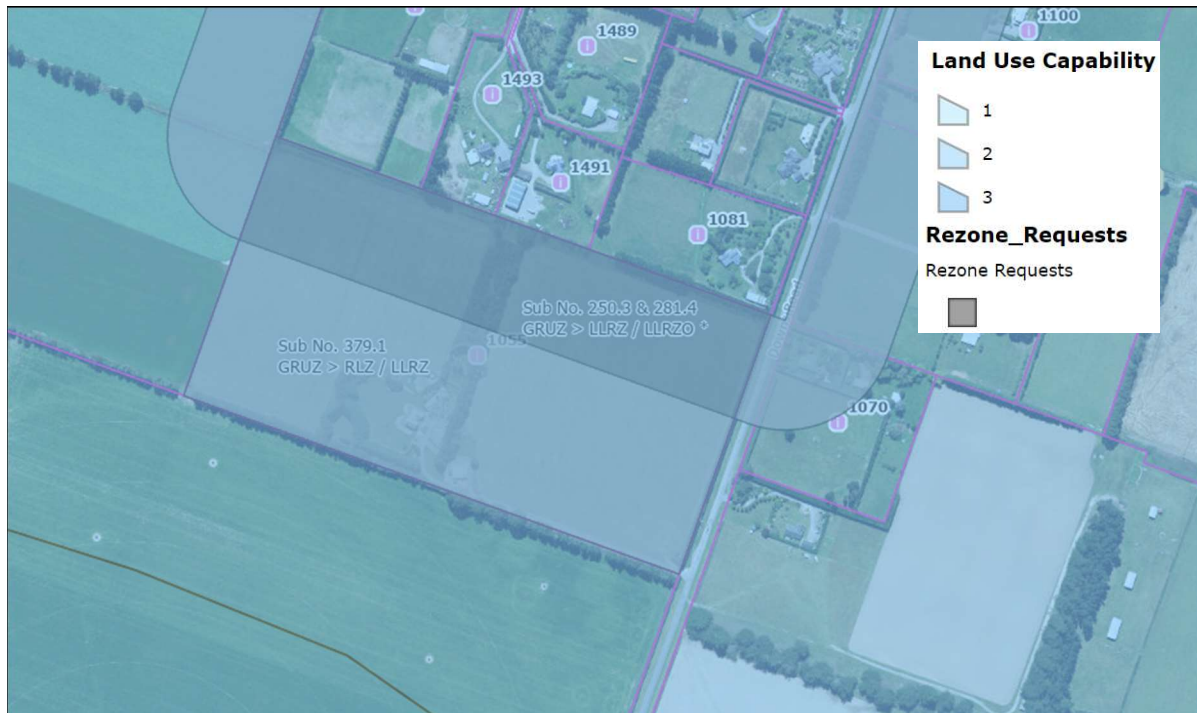 1100
1489
1493
1491
1081
Sub No. 250.3 & 281.4
GRUZ > LLRZ / LLRZO *
Sub No. 379.1
GRUZ > RLZ / LLRZ
1055
1070
Land Use Capability
1
2
3
Rezone_Requests
Rezone Requests